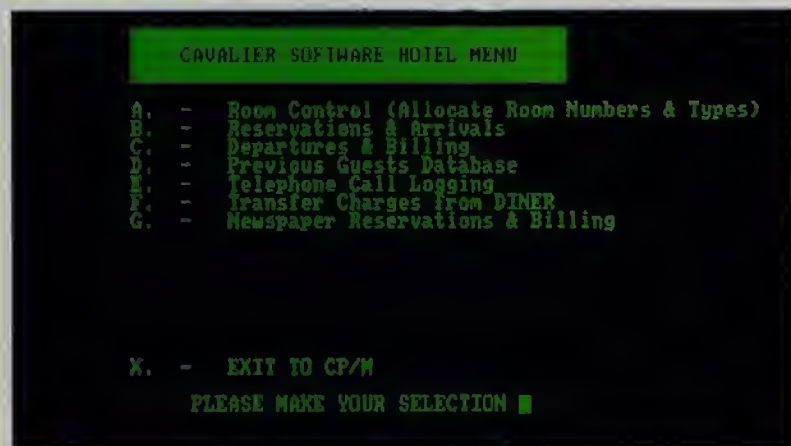 CAVALIER SOFTWARE HOTEL MENU
A. - Room Control (Allocate Room Numbers & Types)
B. - Reservations & Arrivals
C. - Departures & Billing
D. - Previous Guests Database
E. - Telephone Call Logging
F. - Transfer Charges from DINER
G. - Newspaper Reservations & Billing
X. - EXIT TO CP/M
PLEASE MAKE YOUR SELECTION